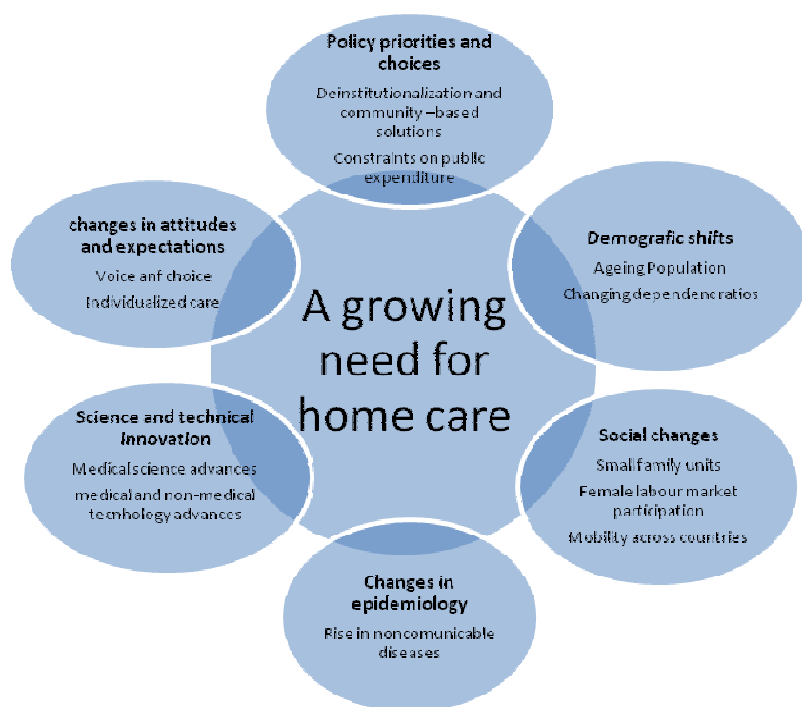 Policy priorities and
choices
Deinstitutionalization and
community –based
solutions
Constraints on public
expenditure
changes in attitudes
and expectations
Voice anf choice
Individualized care
Demografic shifts
Ageing Population
Changing dependencratios
A growing
need for
home care
Science and technical
innovation
Medical science advances
medical and non-medical
tecnhology advances
Social changes
Small family units
Female labour market
participation
Mobility across countries
Changes in
epidemiology
Rise in noncomunicable
diseases